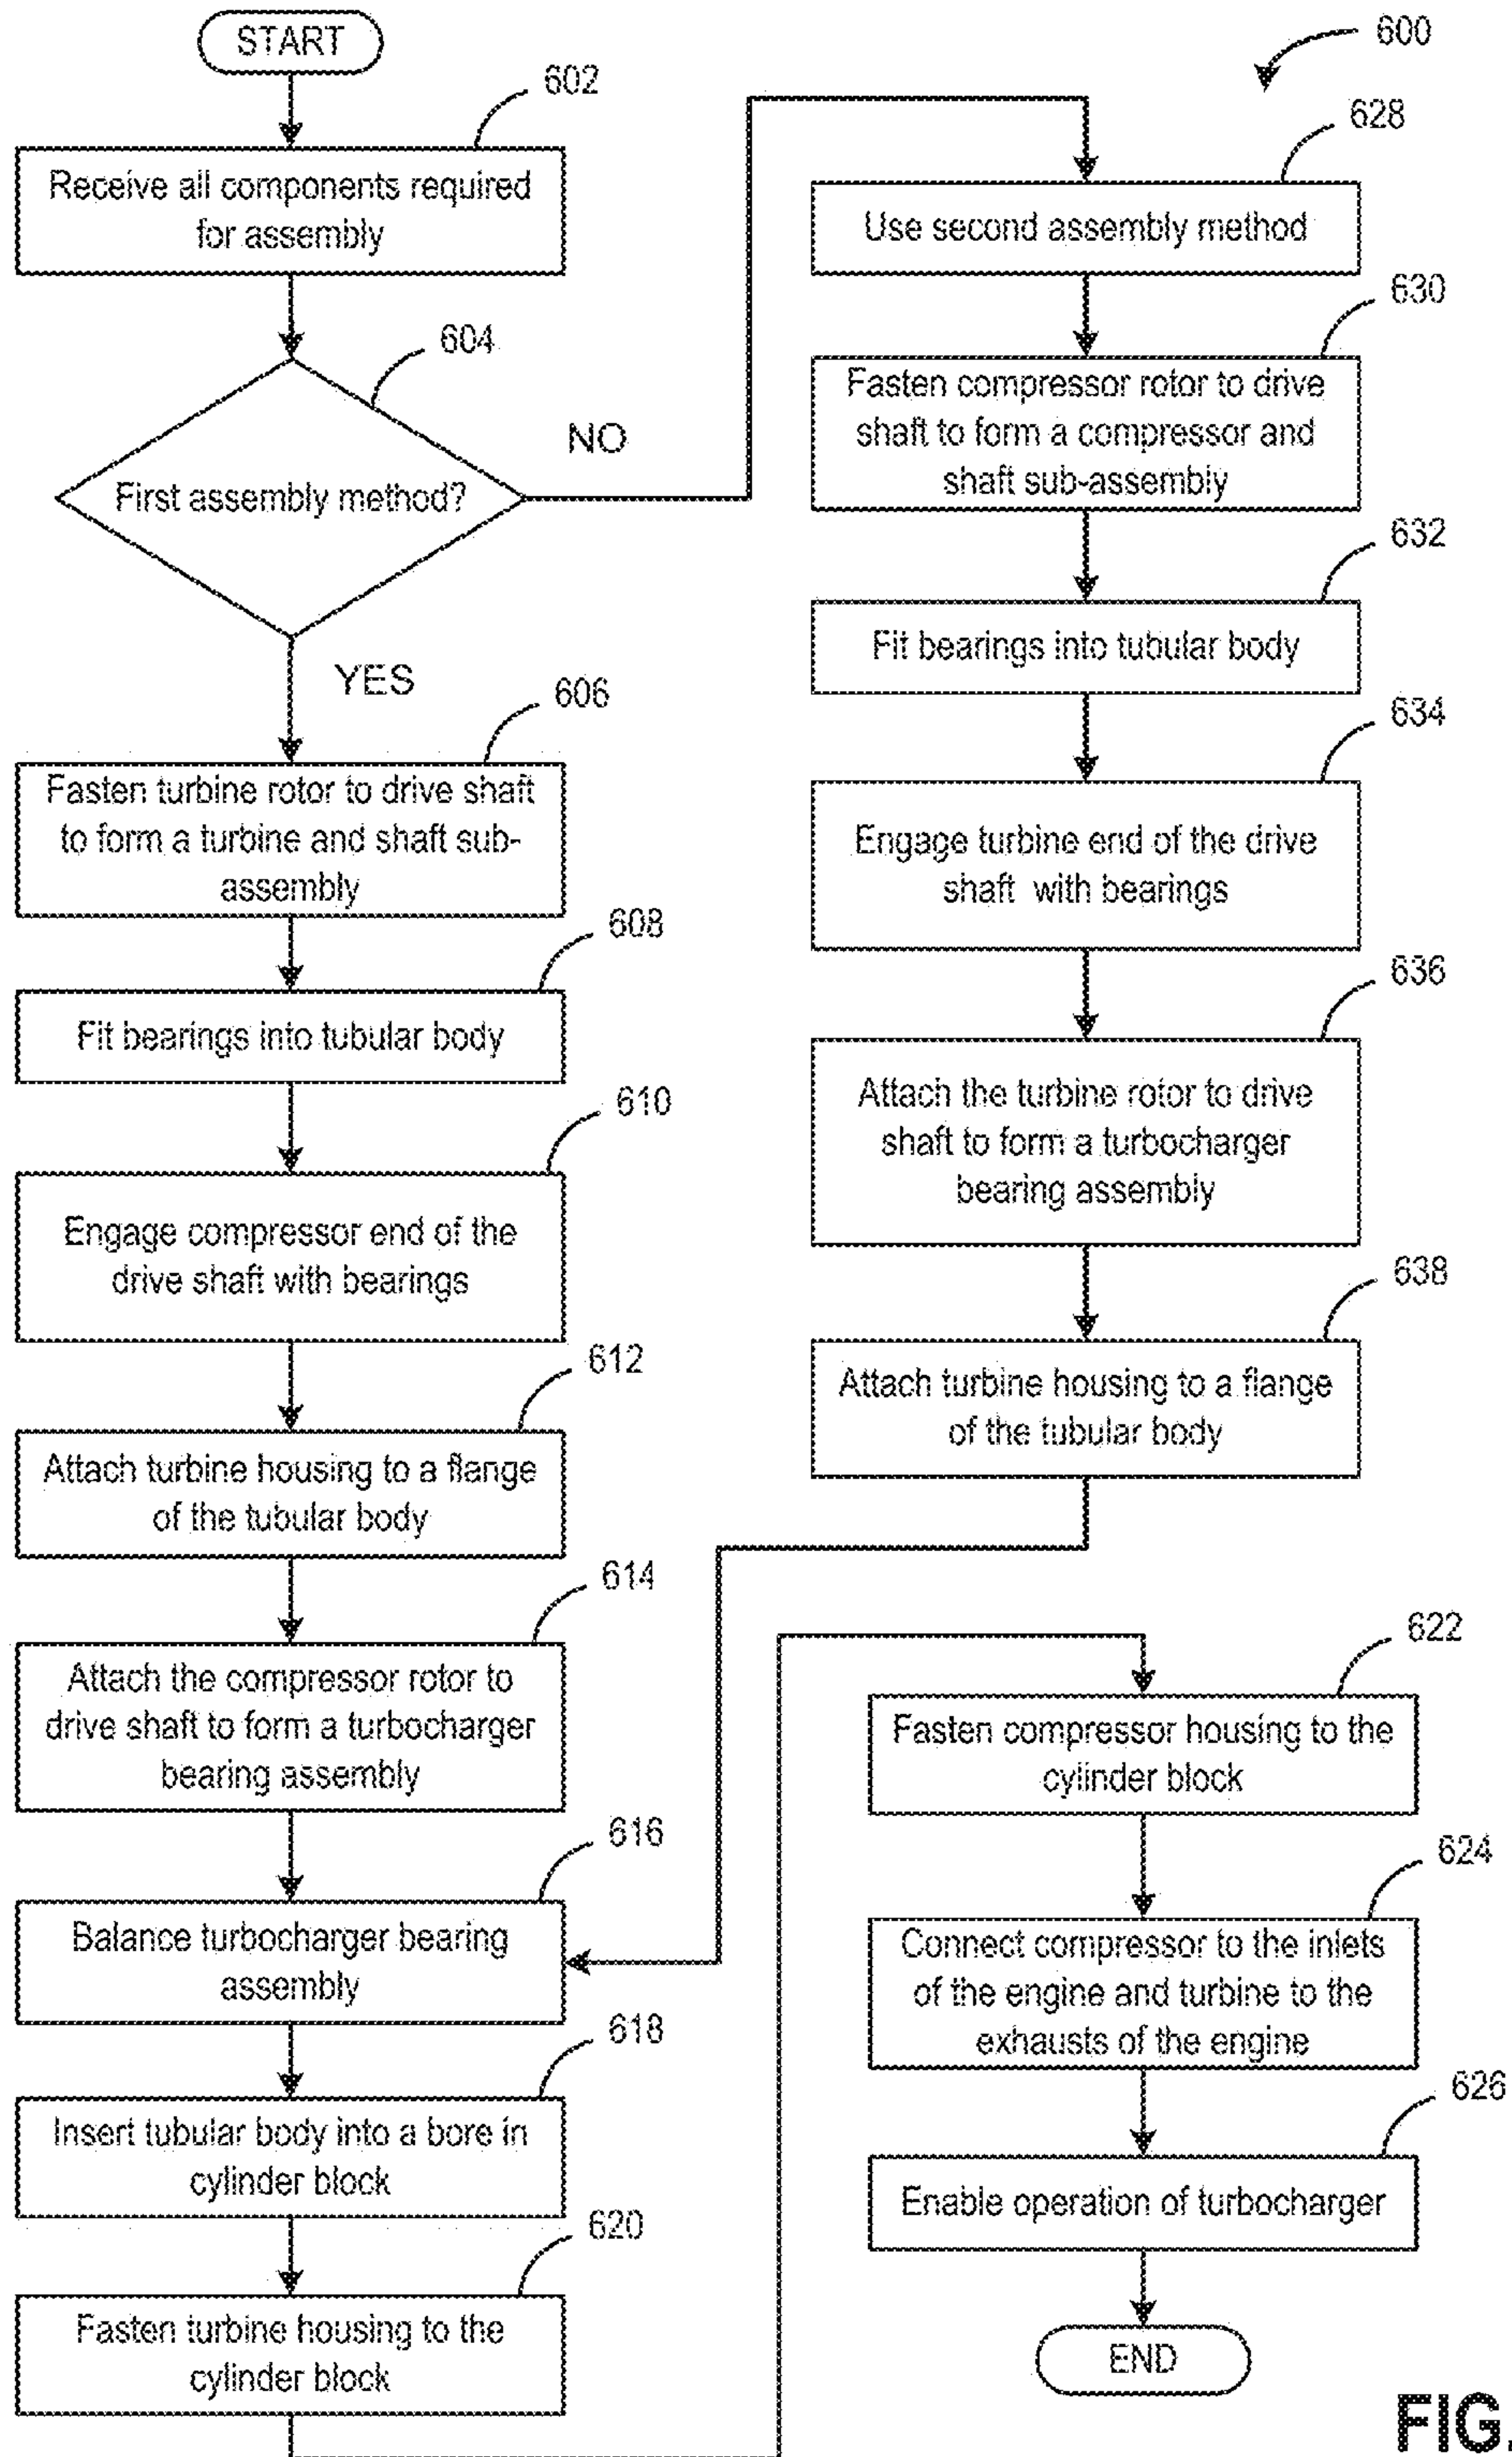 START
600
602
Receive all components required
for assembly
604
First assembly method?
NO
YES
606
Fasten turbine rotor to drive shaft
to form a turbine and shaft sub-
assembly
608
Fit bearings into tubular body
610
Engage compressor end of the
drive shaft with bearings
612
Attach turbine housing to a flange
of the tubular body
614
Attach the compressor rotor to
drive shaft to form a turbocharger
bearing assembly
616
Balance turbocharger bearing
assembly
618
Insert tubular body into a bore in
cylinder block
620
Fasten turbine housing to the
cylinder block
628
Use second assembly method
630
Fasten compressor rotor to drive
shaft to form a compressor and
shaft sub-assembly
632
Fit bearings into tubular body
634
Engage turbine end of the drive
shaft with bearings
636
Attach the turbine rotor to drive
shaft to form a turbocharger
bearing assembly
638
Attach turbine housing to a flange
of the tubular body
622
Fasten compressor housing to the
cylinder block
624
Connect compressor to the inlets
of the engine and turbine to the
exhausts of the engine
626
Enable operation of turbocharger
END
FIG.